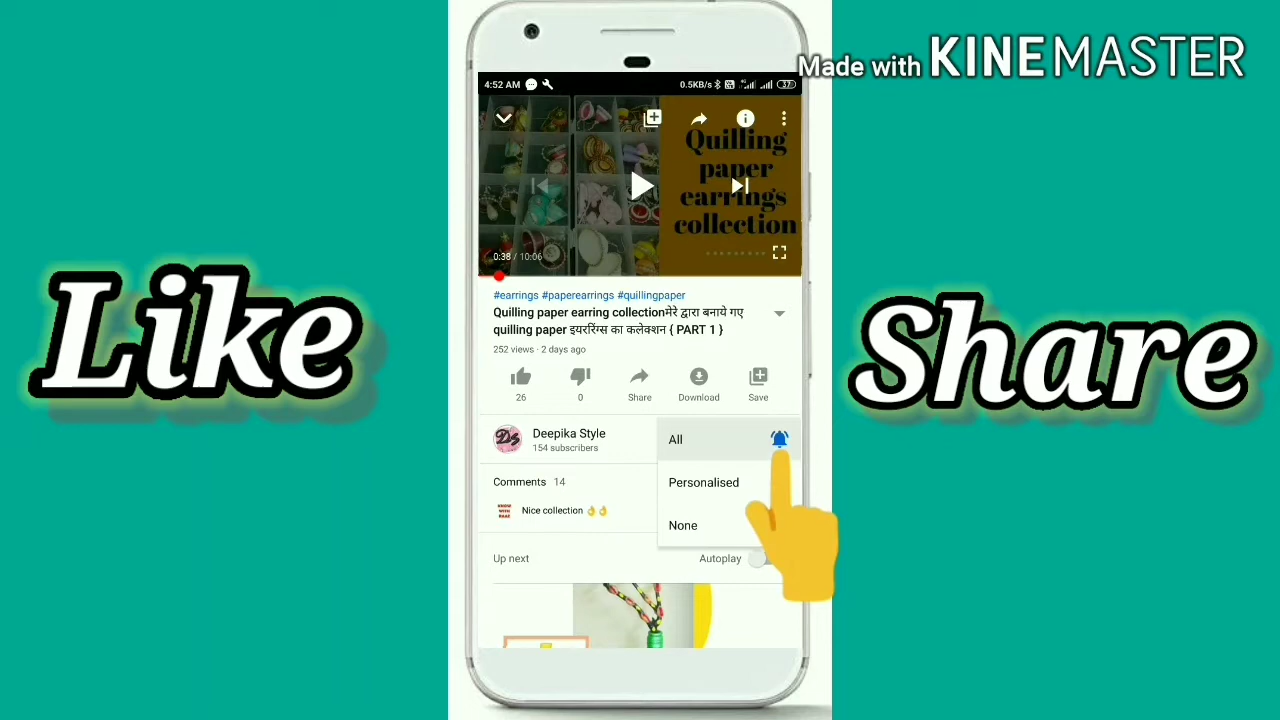 Made with KINEMASTER
4:52 AM
0.5KB/s
37
Quilling
paper
earrings
collection
0:38 / 10:06
#earrings #paperearrings #quillingpaper
Quilling paper earring collectionमेरे द्वारा बनाये गए
quilling paper इयररिंग्स का कलेक्शन { PART 1 }
252 views · 2 days ago
26
0
Share
Download
Save
Like
Share
Ds
Deepika Style
154 subscribers
All
Comments 14
Personalised
Nice collection 👌👌
None
Up next
Autoplay